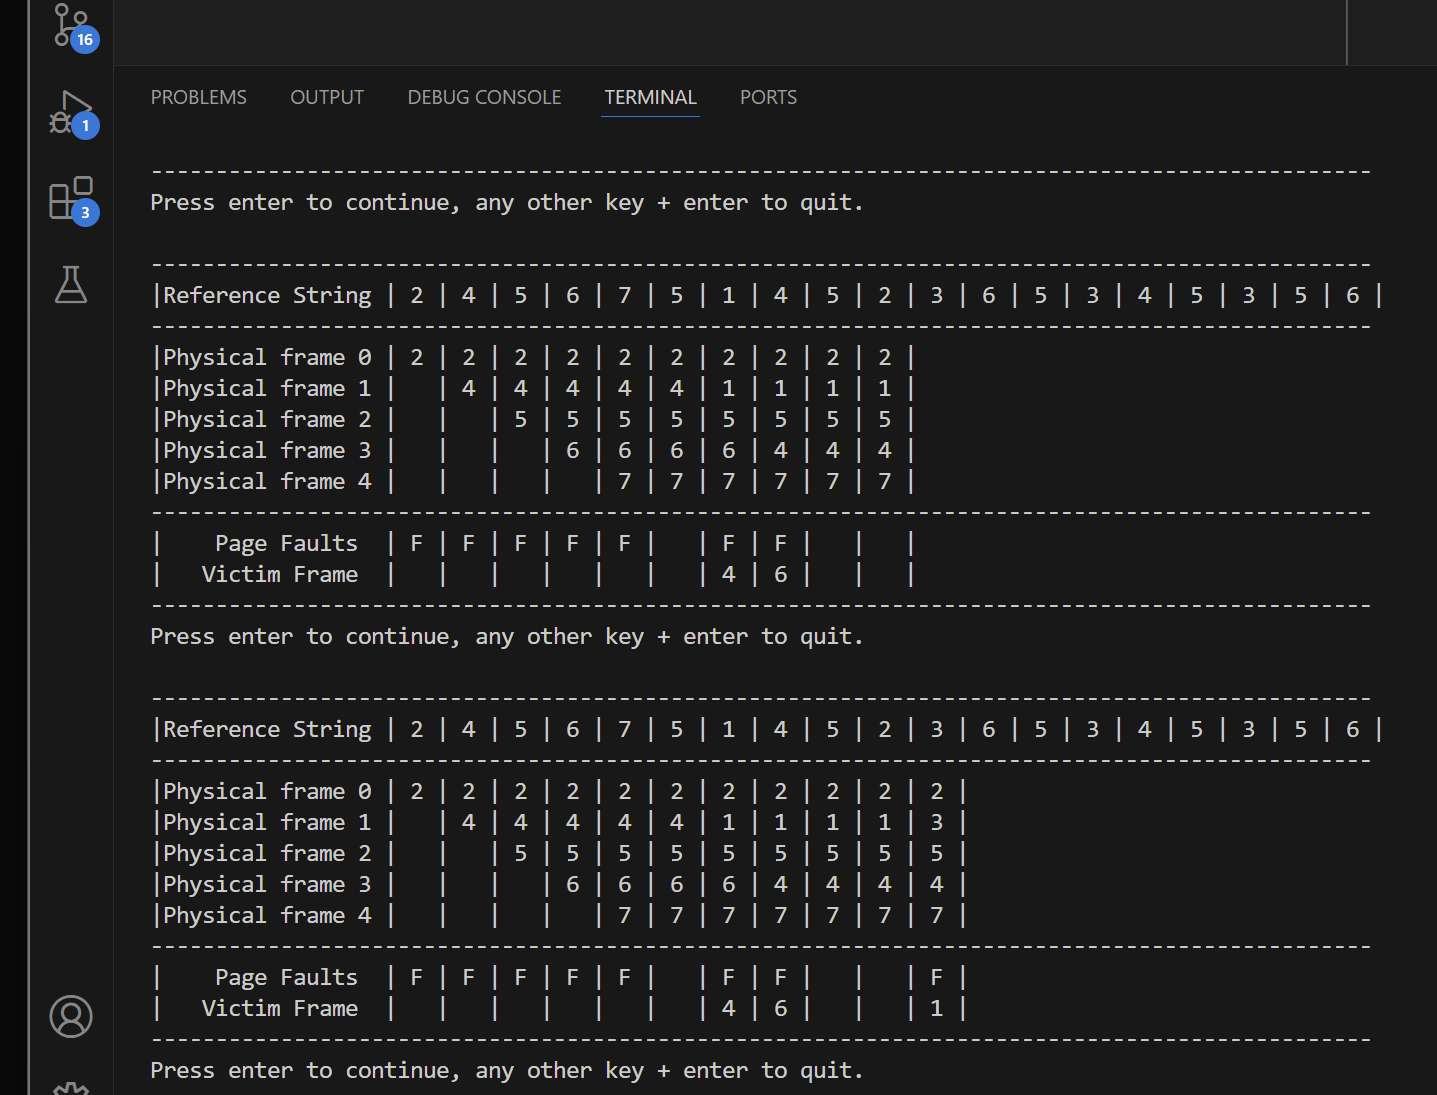 16
PROBLEMS OUTPUT DEBUG CONSOLE TERMINAL PORTS
1
----------------------------------------------------------------------------------------------
Press enter to continue, any other key + enter to quit.
3
----------------------------------------------------------------------------------------------
|Reference String | 2 | 4 | 5 | 6 | 7 | 5 | 1 | 4 | 5 | 2 | 3 | 6 | 5 | 3 | 4 | 5 | 3 | 5 | 6 |
----------------------------------------------------------------------------------------------
|Physical frame 0 | 2 | 2 | 2 | 2 | 2 | 2 | 2 | 2 | 2 | 2 |
|Physical frame 1 |   | 4 | 4 | 4 | 4 | 4 | 1 | 1 | 1 | 1 |
|Physical frame 2 |   |   | 5 | 5 | 5 | 5 | 5 | 5 | 5 | 5 |
|Physical frame 3 |   |   |   | 6 | 6 | 6 | 6 | 4 | 4 | 4 |
|Physical frame 4 |   |   |   |   | 7 | 7 | 7 | 7 | 7 | 7 |
----------------------------------------------------------------------------------------------
|    Page Faults  | F | F | F | F | F |   | F | F |   |   |
|   Victim Frame  |   |   |   |   |   |   | 4 | 6 |   |   |
----------------------------------------------------------------------------------------------
Press enter to continue, any other key + enter to quit.
----------------------------------------------------------------------------------------------
|Reference String | 2 | 4 | 5 | 6 | 7 | 5 | 1 | 4 | 5 | 2 | 3 | 6 | 5 | 3 | 4 | 5 | 3 | 5 | 6 |
----------------------------------------------------------------------------------------------
|Physical frame 0 | 2 | 2 | 2 | 2 | 2 | 2 | 2 | 2 | 2 | 2 | 2 |
|Physical frame 1 |   | 4 | 4 | 4 | 4 | 4 | 1 | 1 | 1 | 1 | 3 |
|Physical frame 2 |   |   | 5 | 5 | 5 | 5 | 5 | 5 | 5 | 5 | 5 |
|Physical frame 3 |   |   |   | 6 | 6 | 6 | 6 | 4 | 4 | 4 | 4 |
|Physical frame 4 |   |   |   |   | 7 | 7 | 7 | 7 | 7 | 7 | 7 |
----------------------------------------------------------------------------------------------
|    Page Faults  | F | F | F | F | F |   | F | F |   |   | F |
|   Victim Frame  |   |   |   |   |   |   | 4 | 6 |   |   | 1 |
----------------------------------------------------------------------------------------------
Press enter to continue, any other key + enter to quit.